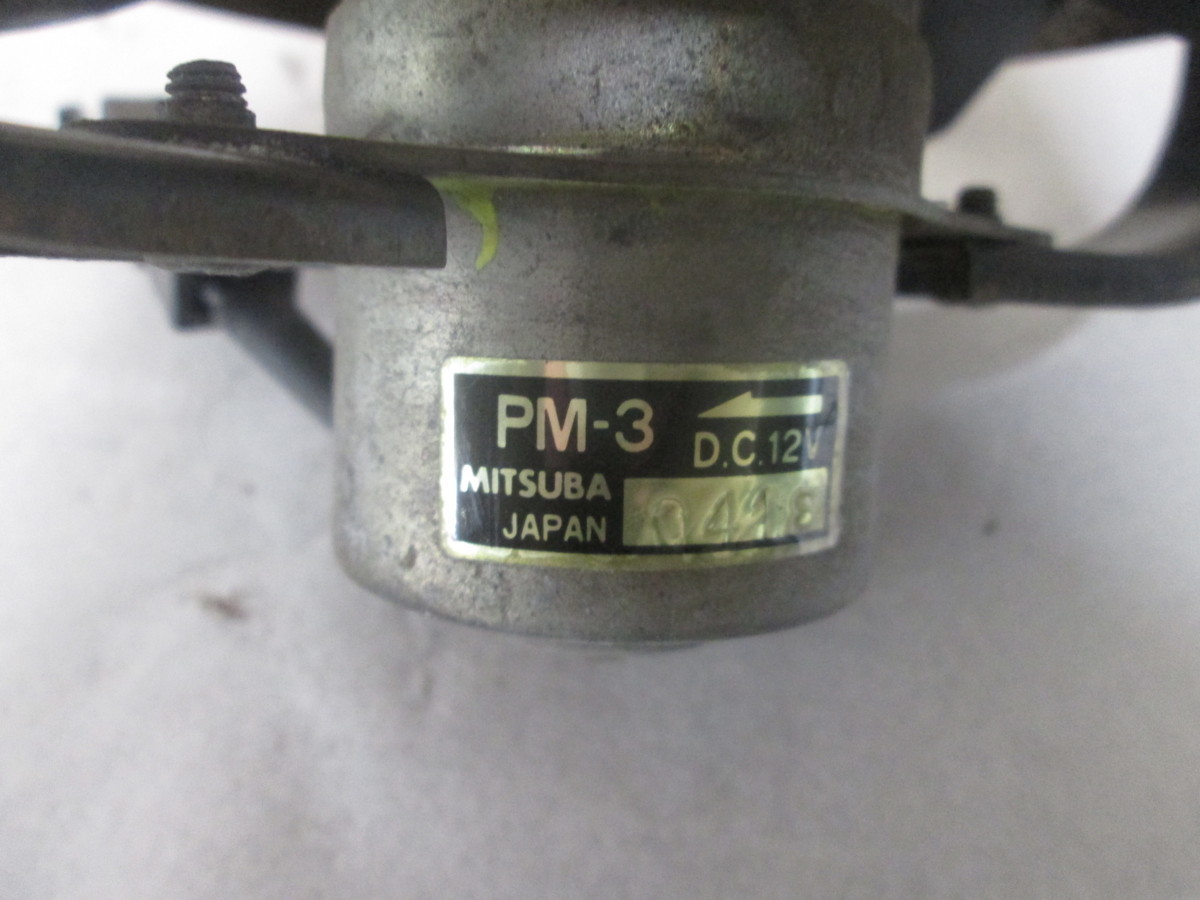 PM-3
D.C.12V
MITSUBA
JAPAN